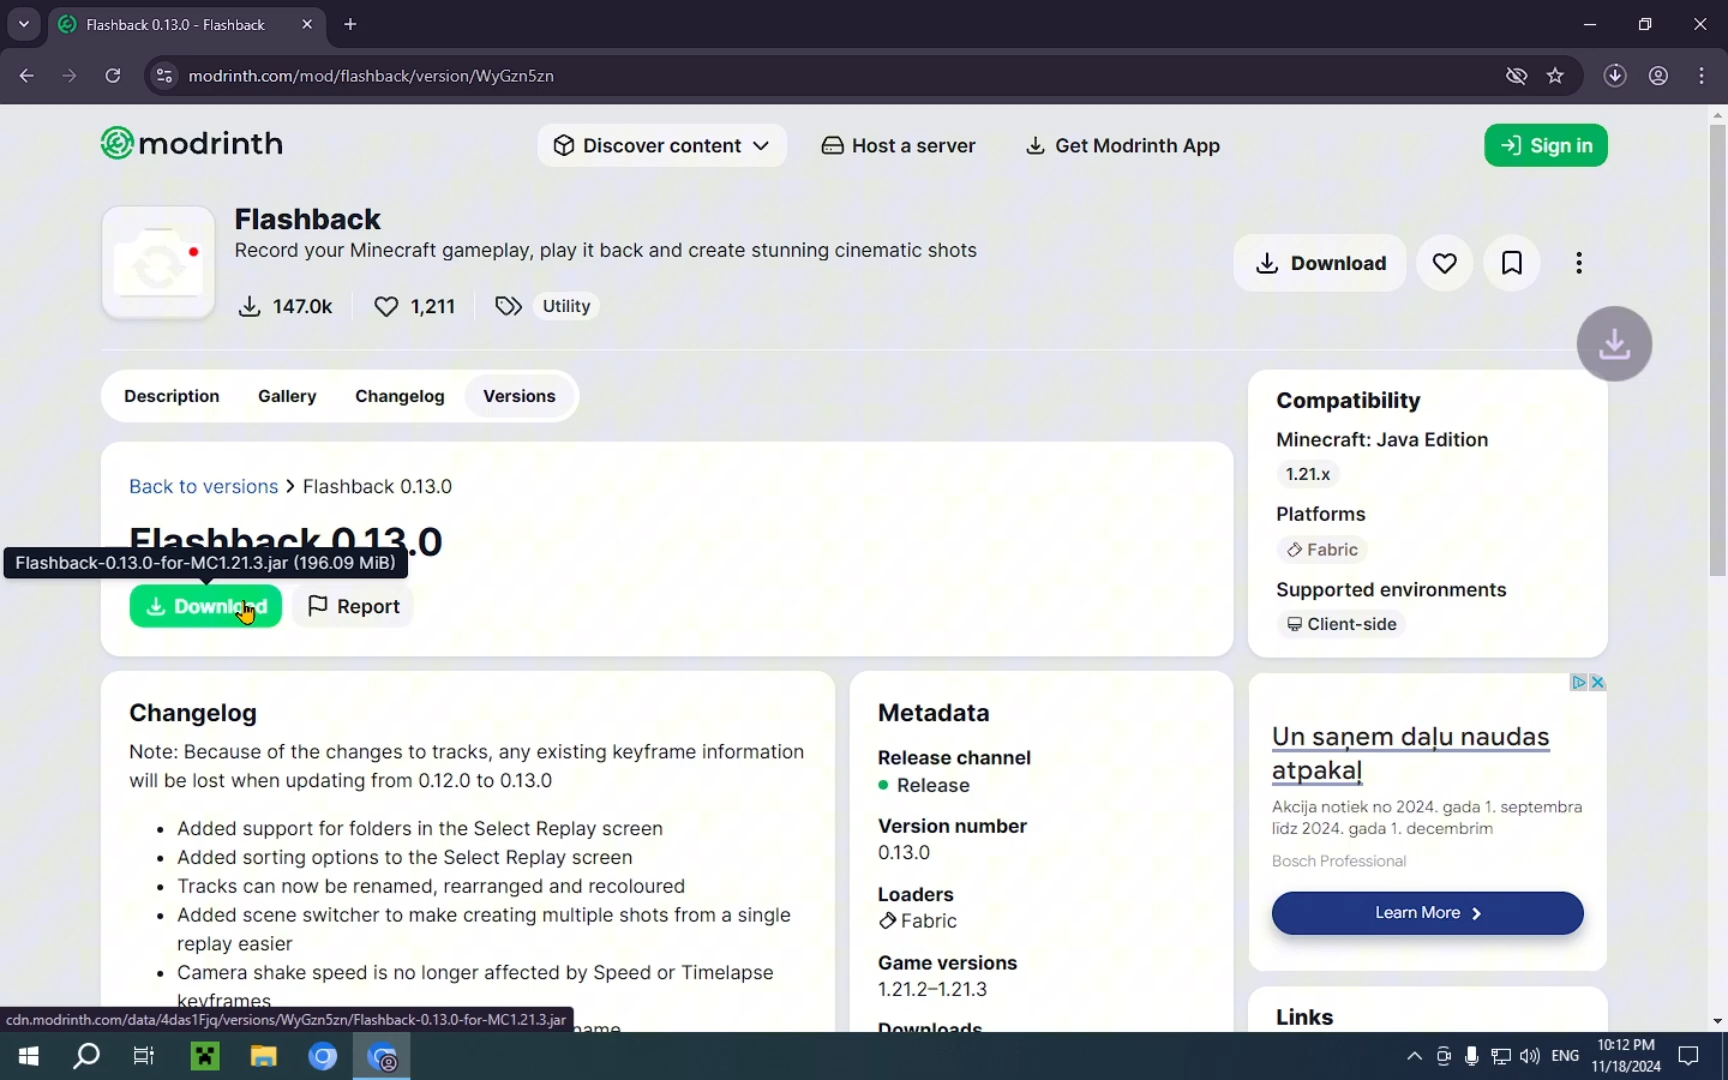 Flashback 0.13.0 - Flashback
modrinth.com/mod/flashback/version/WyGzn5zn
modrinth
Discover content
Host a server
Get Modrinth App
Sign in
Flashback
Record your Minecraft gameplay, play it back and create stunning cinematic shots
147.0k
1,211
Utility
Download
Description
Gallery
Changelog
Versions
Back to versions > Flashback 0.13.0
Flashback 0.13.0
Flashback-0.13.0-for-MC1.21.3.jar (196.09 MiB)
Download
Report
Compatibility
Minecraft: Java Edition
1.21.x
Platforms
Fabric
Supported environments
Client-side
Changelog
Note: Because of the changes to tracks, any existing keyframe information
will be lost when updating from 0.12.0 to 0.13.0
• Added support for folders in the Select Replay screen
• Added sorting options to the Select Replay screen
• Tracks can now be renamed, rearranged and recoloured
• Added scene switcher to make creating multiple shots from a single
replay easier
• Camera shake speed is no longer affected by Speed or Timelapse
keyframes
name
Metadata
Release channel
• Release
Version number
0.13.0
Loaders
Fabric
Game versions
1.21.2–1.21.3
Downloads
Un saņem daļu naudas
atpakaļ
Akcija notiek no 2024. gada 1. septembra
līdz 2024. gada 1. decembrim
Bosch Professional
Learn More
Links
cdn.modrinth.com/data/4das1Fjq/versions/WyGzn5zn/Flashback-0.13.0-for-MC1.21.3.jar
ENG
10:12 PM
11/18/2024